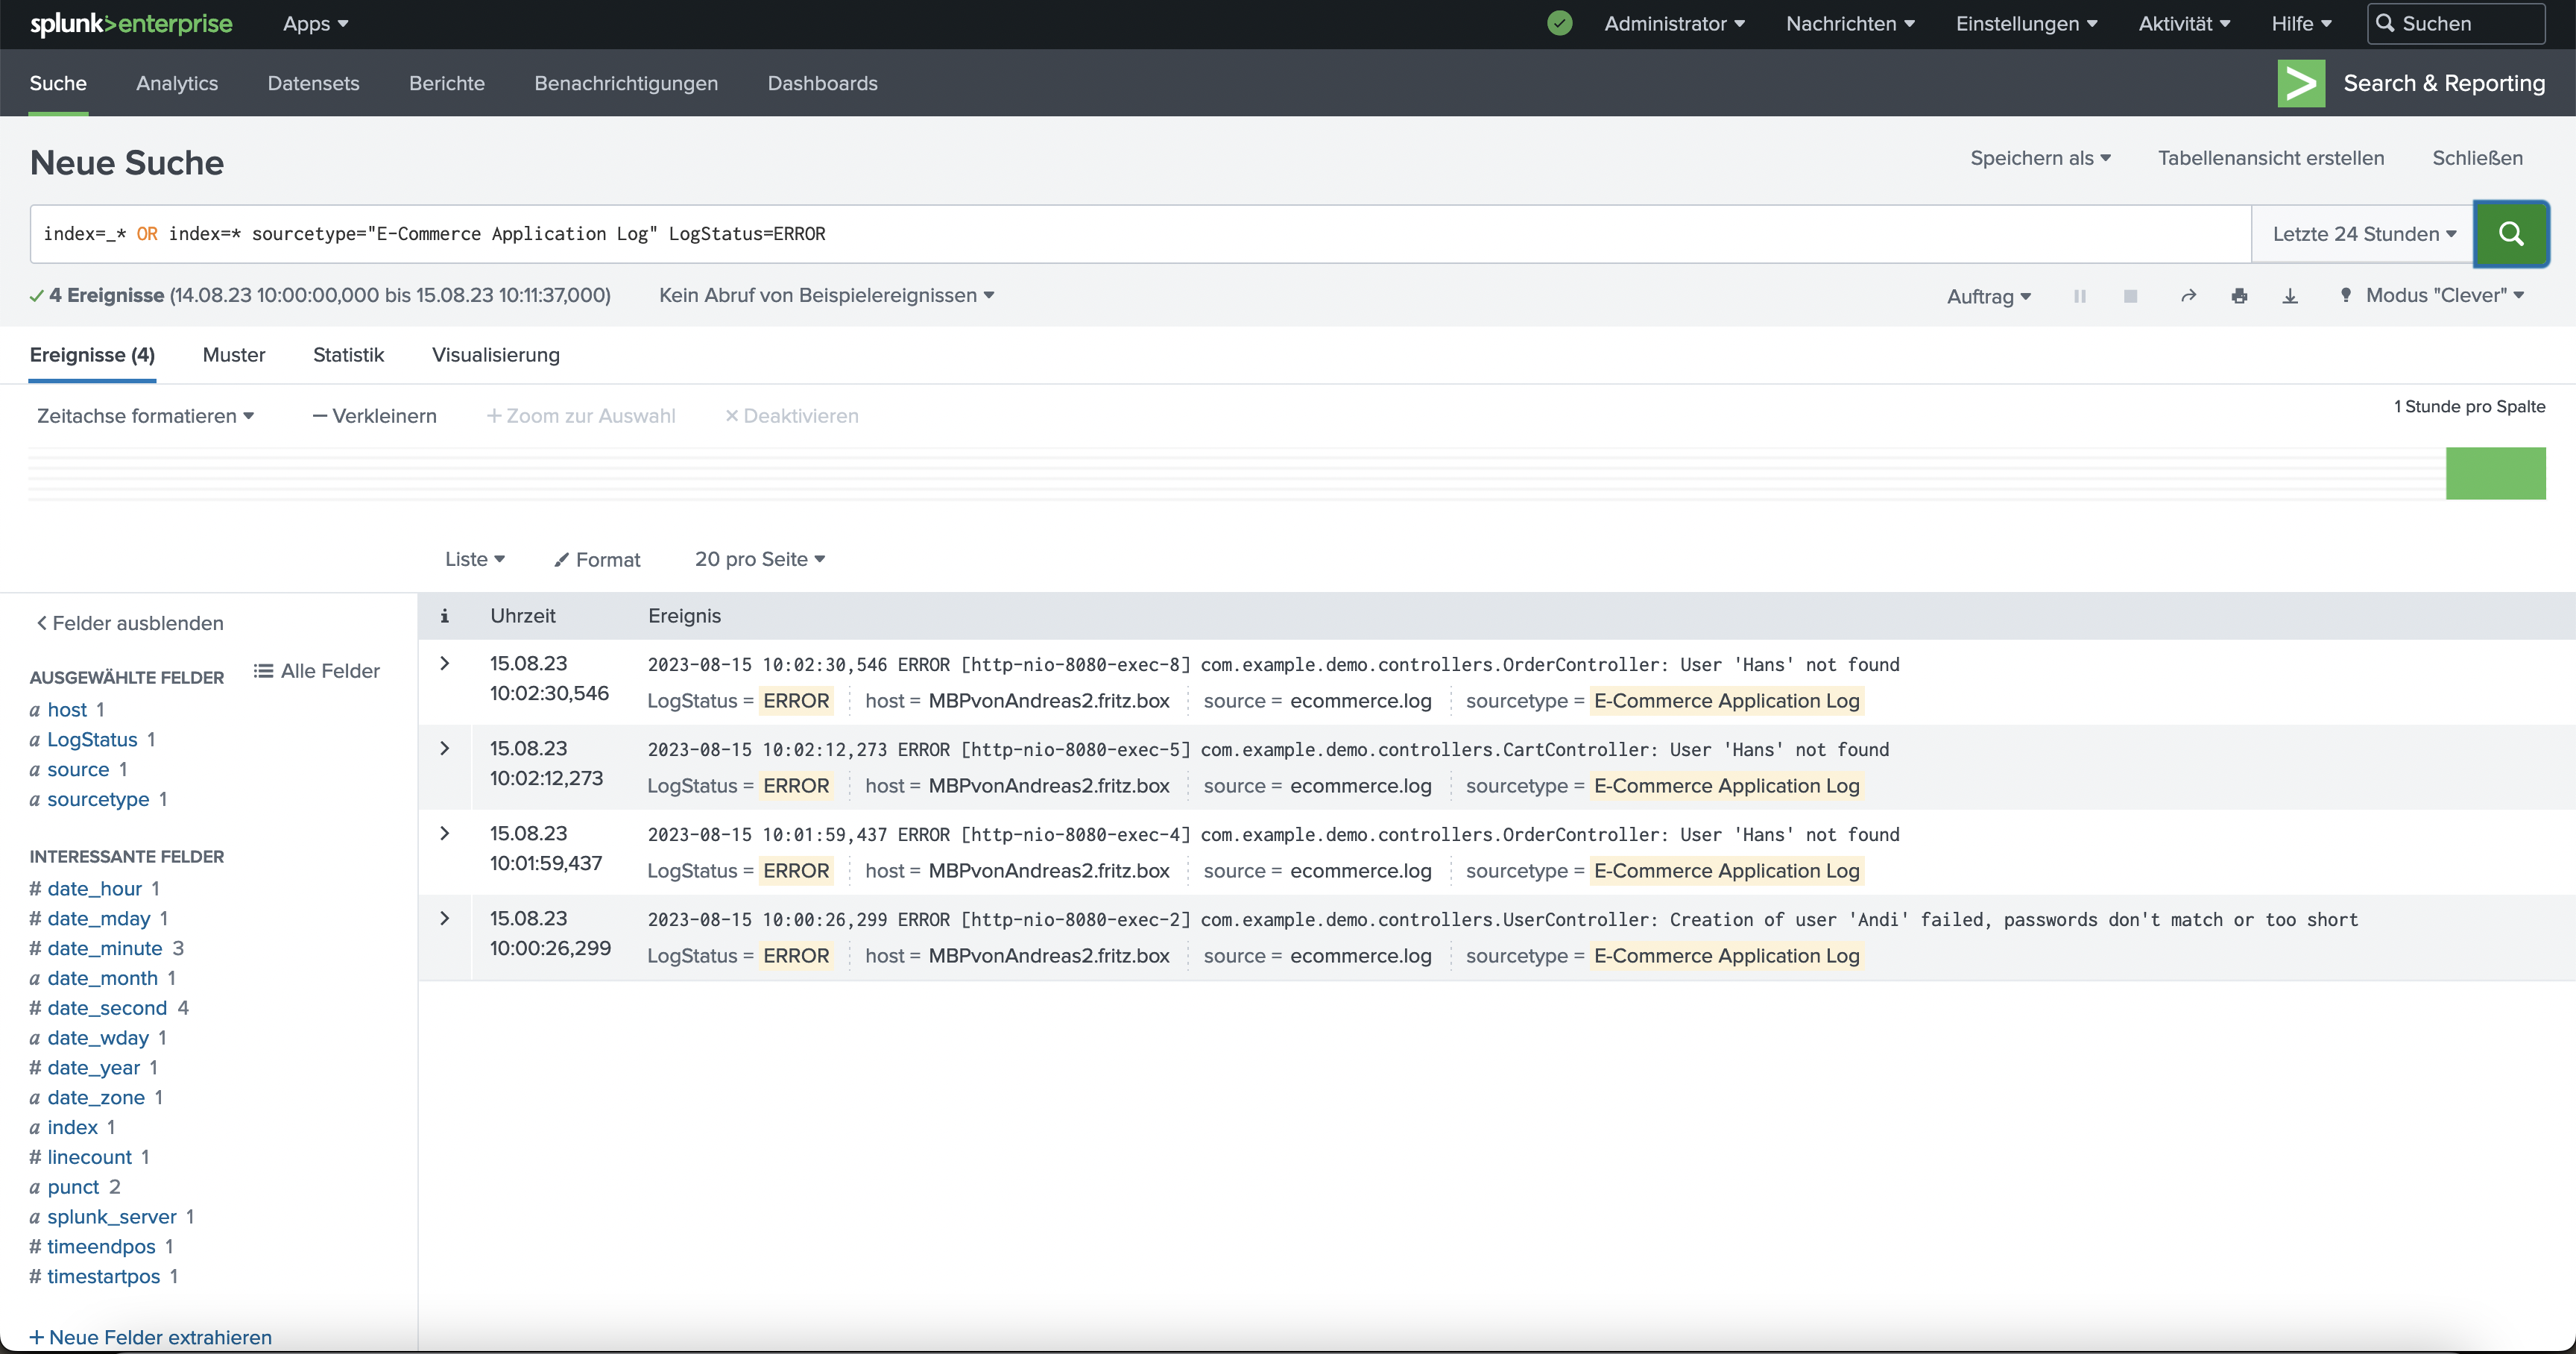 splunk>enterprise Apps Administrator Nachrichten Einstellungen Aktivität Hilfe Suchen
Suche Analytics Datensets Berichte Benachrichtigungen Dashboards Search & Reporting
Neue Suche Speichern als Tabellenansicht erstellen Schließen
index=_* OR index=* sourcetype="E-Commerce Application Log" LogStatus=ERROR Letzte 24 Stunden
4 Ereignisse (14.08.23 10:00:00,000 bis 15.08.23 10:11:37,000) Kein Abruf von Beispielereignissen Auftrag Modus "Clever"
Ereignisse (4) Muster Statistik Visualisierung
Zeitachse formatieren — Verkleinern + Zoom zur Auswahl × Deaktivieren 1 Stunde pro Spalte
Liste Format 20 pro Seite
< Felder ausblenden
AUSGEWÄHLTE FELDER Alle Felder
a host 1
a LogStatus 1
a source 1
a sourcetype 1
INTERESSANTE FELDER
# date_hour 1
# date_mday 1
# date_minute 3
a date_month 1
# date_second 4
a date_wday 1
# date_year 1
a date_zone 1
a index 1
# linecount 1
a punct 2
a splunk_server 1
# timeendpos 1
# timestartpos 1
+ Neue Felder extrahieren
i Uhrzeit Ereignis
> 15.08.23 10:02:30,546
2023-08-15 10:02:30,546 ERROR [http-nio-8080-exec-8] com.example.demo.controllers.OrderController: User 'Hans' not found
LogStatus = ERROR host = MBPvonAndreas2.fritz.box source = ecommerce.log sourcetype = E-Commerce Application Log
> 15.08.23 10:02:12,273
2023-08-15 10:02:12,273 ERROR [http-nio-8080-exec-5] com.example.demo.controllers.CartController: User 'Hans' not found
LogStatus = ERROR host = MBPvonAndreas2.fritz.box source = ecommerce.log sourcetype = E-Commerce Application Log
> 15.08.23 10:01:59,437
2023-08-15 10:01:59,437 ERROR [http-nio-8080-exec-4] com.example.demo.controllers.OrderController: User 'Hans' not found
LogStatus = ERROR host = MBPvonAndreas2.fritz.box source = ecommerce.log sourcetype = E-Commerce Application Log
> 15.08.23 10:00:26,299
2023-08-15 10:00:26,299 ERROR [http-nio-8080-exec-2] com.example.demo.controllers.UserController: Creation of user 'Andi' failed, passwords don't match or too short
LogStatus = ERROR host = MBPvonAndreas2.fritz.box source = ecommerce.log sourcetype = E-Commerce Application Log